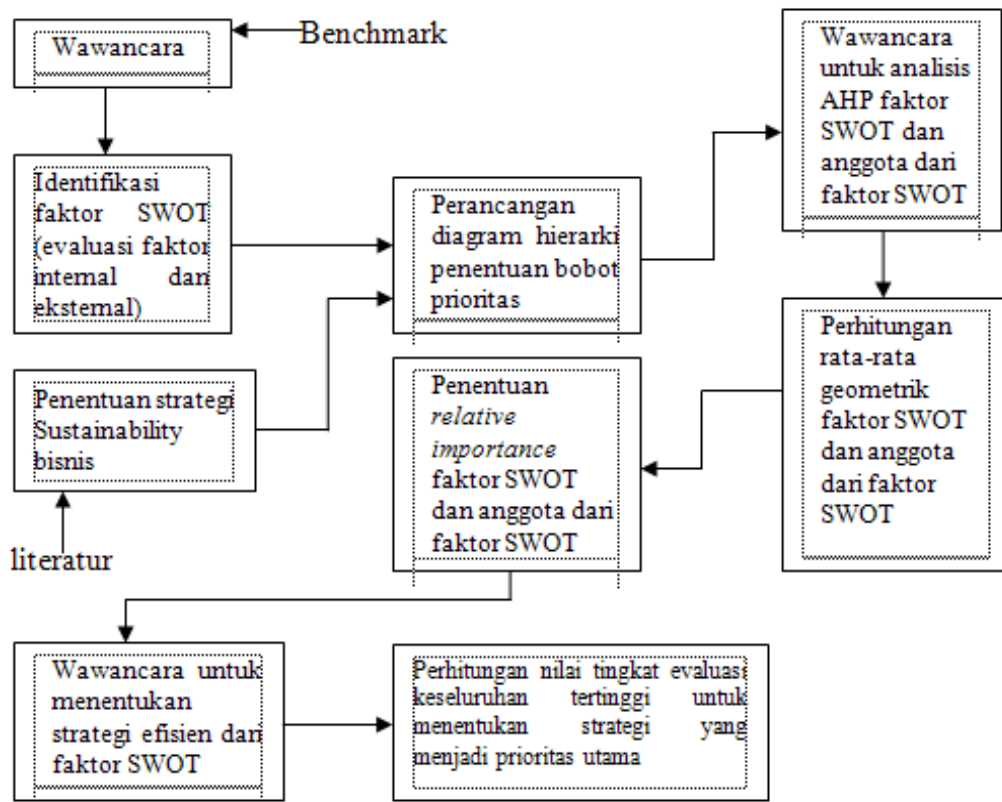 Wawancara
Benchmark
Identifikasi
faktor SWOT
(evaluasi faktor
internal dan
eksternal)
Penentuan strategi
Sustainability
bisnis
literatur
Perancangan
diagram hierarki
penentuan bobot
prioritas
Wawancara
untuk analisis
AHP faktor
SWOT dan
anggota dari
faktor SWOT
Perhitungan
rata-rata
geometrik
faktor SWOT
dan anggota
dari faktor
SWOT
Penentuan
relative
importance
faktor SWOT
dan anggota dari
faktor SWOT
Wawancara untuk
menentukan
strategi efisien dari
faktor SWOT
Perhitungan nilai tingkat evaluasi
keseluruhan tertinggi untuk
menentukan strategi yang
menjadi prioritas utama